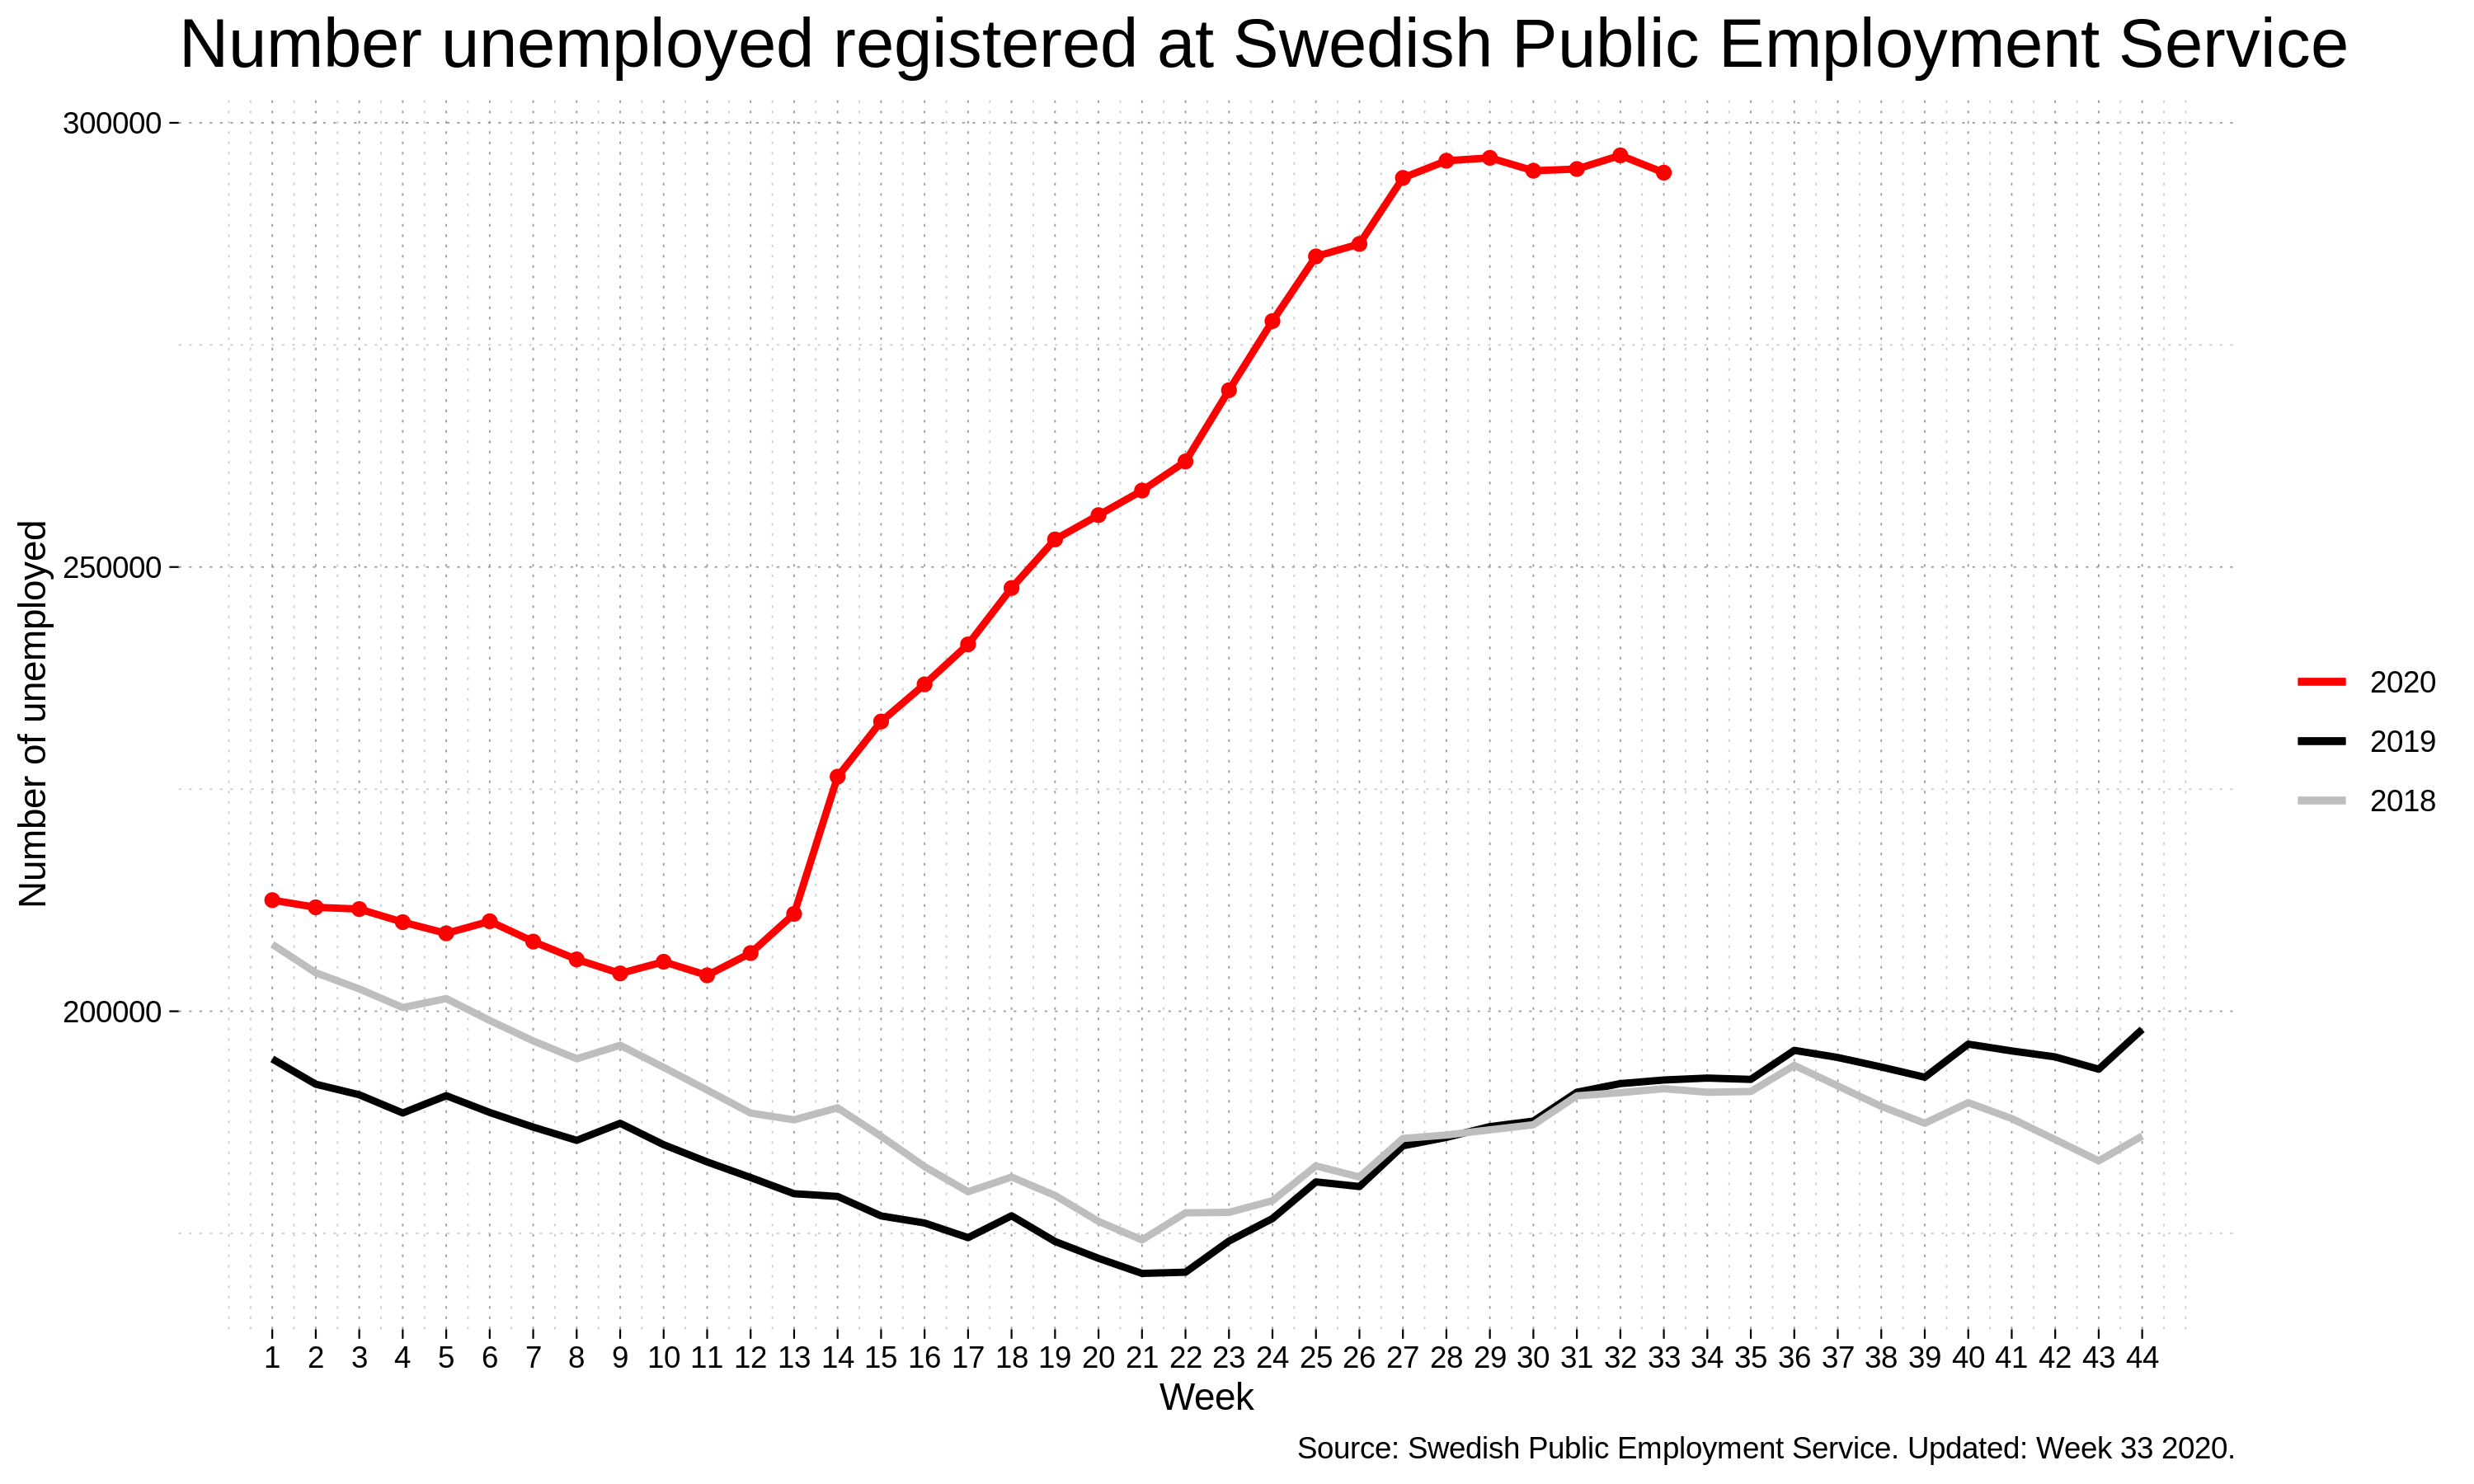 Number unemployed registered at Swedish Public Employment Service
300000
250000
200000
Number of unemployed
2020
2019
2018
1 2 3 4 5 6 7 8 9 10 11 12 13 14 15 16 17 18 19 20 21 22 23 24 25 26 27 28 29 30 31 32 33 34 35 36 37 38 39 40 41 42 43 44
Week
Source: Swedish Public Employment Service. Updated: Week 33 2020.